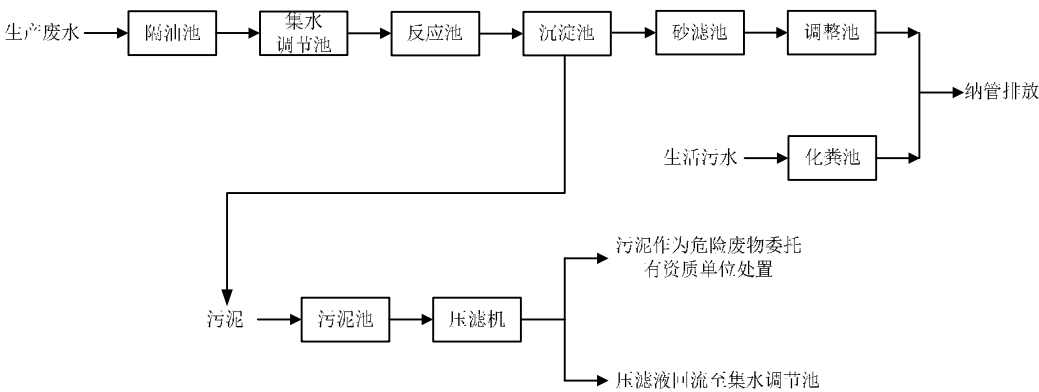 生产废水
隔油池
集水
调节池
反应池
沉淀池
砂滤池
调整池
纳管排放
生活污水
化粪池
污泥作为危险废物委托
有资质单位处置
污泥
污泥池
压滤机
压滤液回流至集水调节池